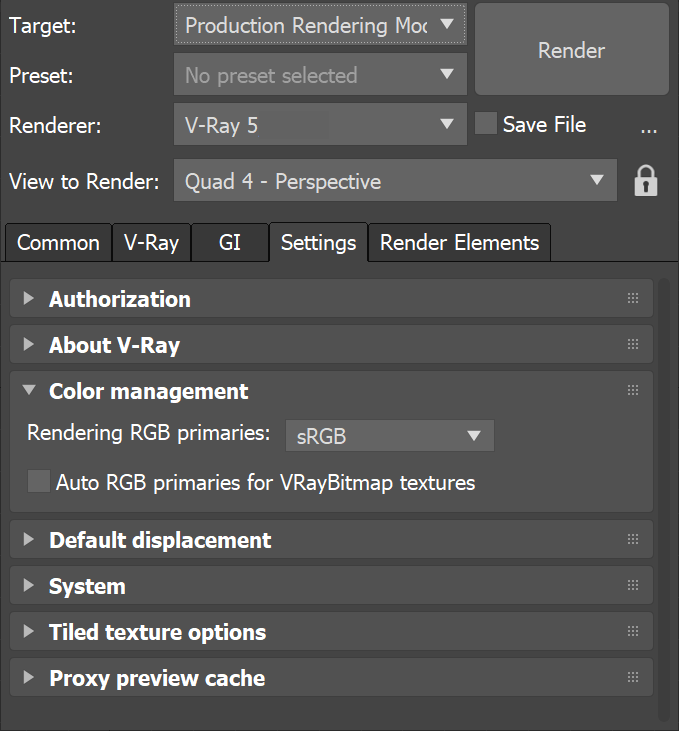 Target: Production Rendering Moc
Render
Preset: No preset selected
Renderer: V-Ray 5 Save File ...
View to Render: Quad 4 - Perspective
Common V-Ray GI Settings Render Elements
Authorization
About V-Ray
Color management
Rendering RGB primaries: sRGB
Auto RGB primaries for VRayBitmap textures
Default displacement
System
Tiled texture options
Proxy preview cache